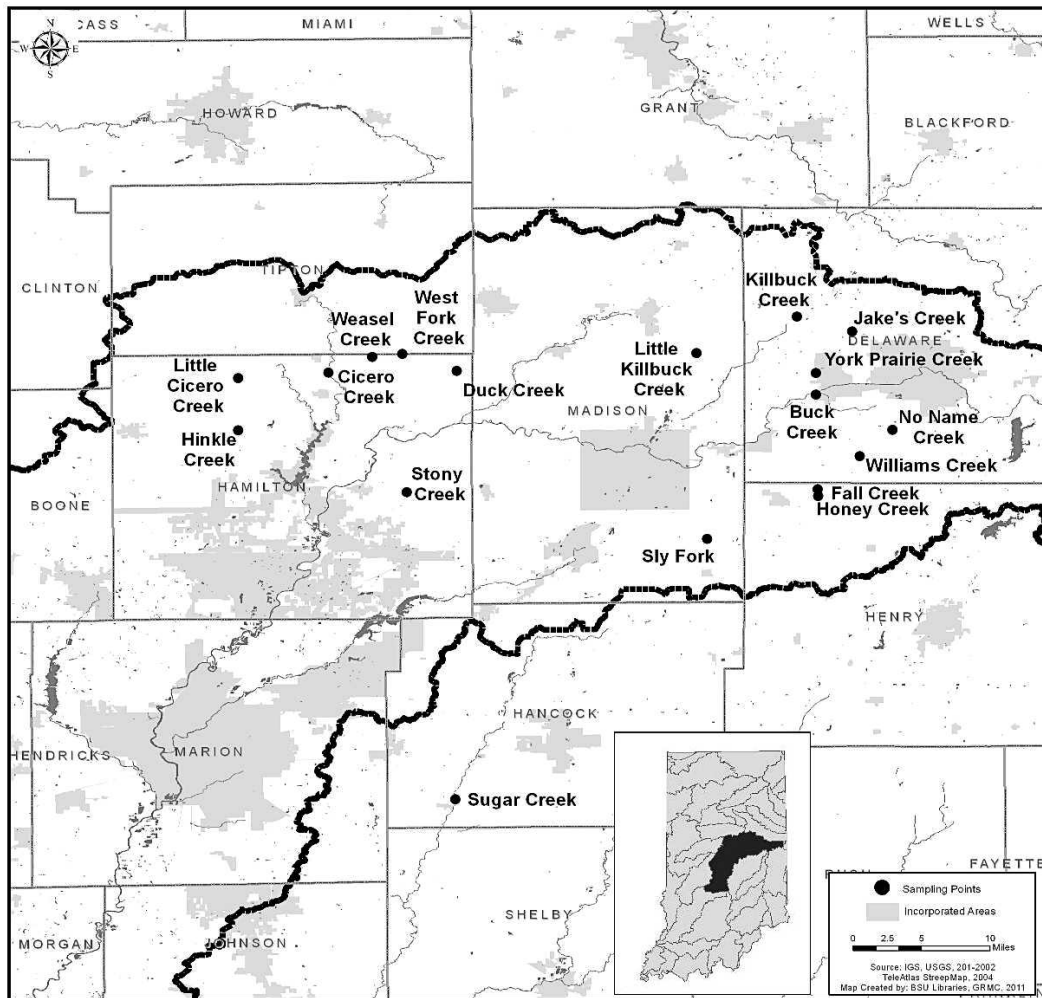 N
W E
S
CASS
MIAMI
WELLS
HOWARD
GRANT
BLACKFORD
CLINTON
TIPTON
Weasel
Creek
West
Fork
Creek
Killbuck
Creek
Jake's Creek
DELAWARE
York Prairie Creek
Little
Cicero
Creek
Cicero
Creek
Duck Creek
Little
Killbuck
Creek
MADISON
Buck
Creek
No Name
Creek
Hinkle
Creek
Williams Creek
HAMILTON
Stony
Creek
BOONE
Fall Creek
Honey Creek
Sly Fork
HENRY
HANCOCK
HENDRICKS
MARION
Sugar Creek
FAYETTE
SHELBY
MORGAN
JOHNSON
Sampling Points
Incorporated Areas
0 2.5 5 10
Miles
Source: IGS, USGS, 201-2002
TeleAtlas StreepMap, 2004
Map Created by: BSU Libraries, GRMC, 2011